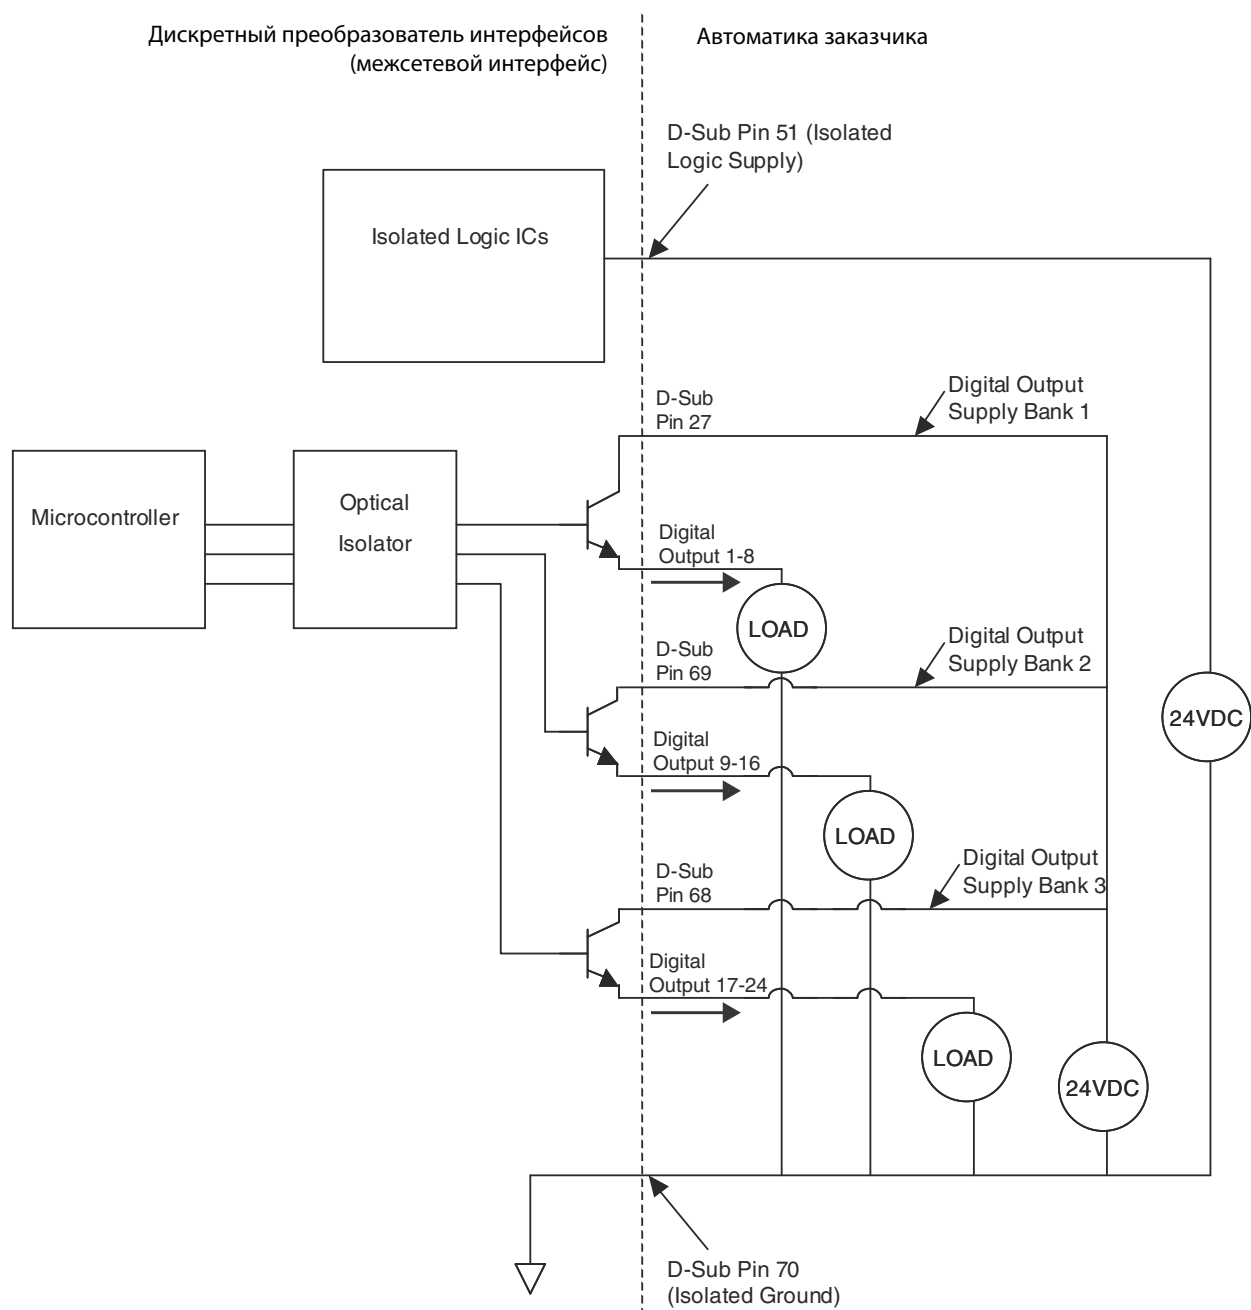 Дискретный преобразователь интерфейсов
(межсетевой интерфейс)
Автоматика заказчика
D-Sub Pin 51 (Isolated
Logic Supply)
Isolated Logic ICs
D-Sub
Pin 27
Digital Output
Supply Bank 1
Microcontroller
Optical
Isolator
Digital
Output 1-8
LOAD
D-Sub
Pin 69
Digital Output
Supply Bank 2
24VDC
Digital
Output 9-16
LOAD
D-Sub
Pin 68
Digital Output
Supply Bank 3
Digital
Output 17-24
LOAD
24VDC
D-Sub Pin 70
(Isolated Ground)